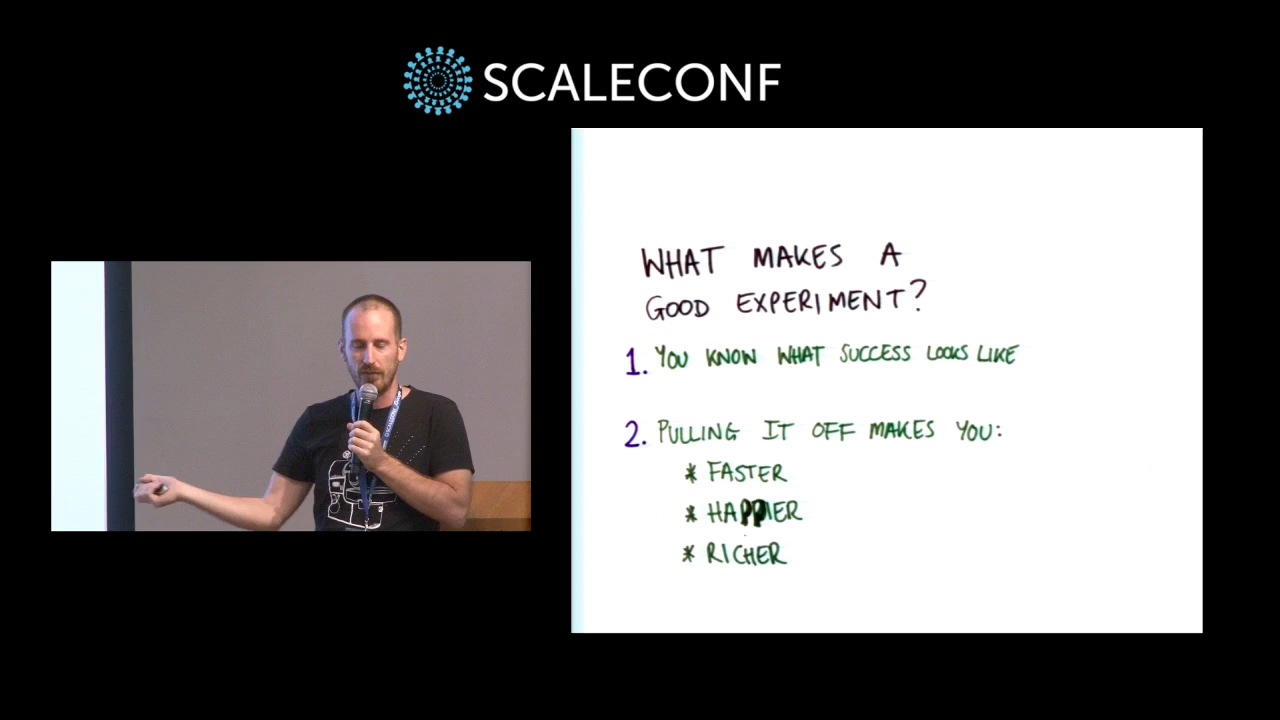 SCALECONF
WHAT MAKES A
GOOD EXPERIMENT?
1. YOU KNOW WHAT SUCCESS LOOKS LIKE
2. PULLING IT OFF MAKES YOU:
* FASTER
* HAPPIER
* RICHER